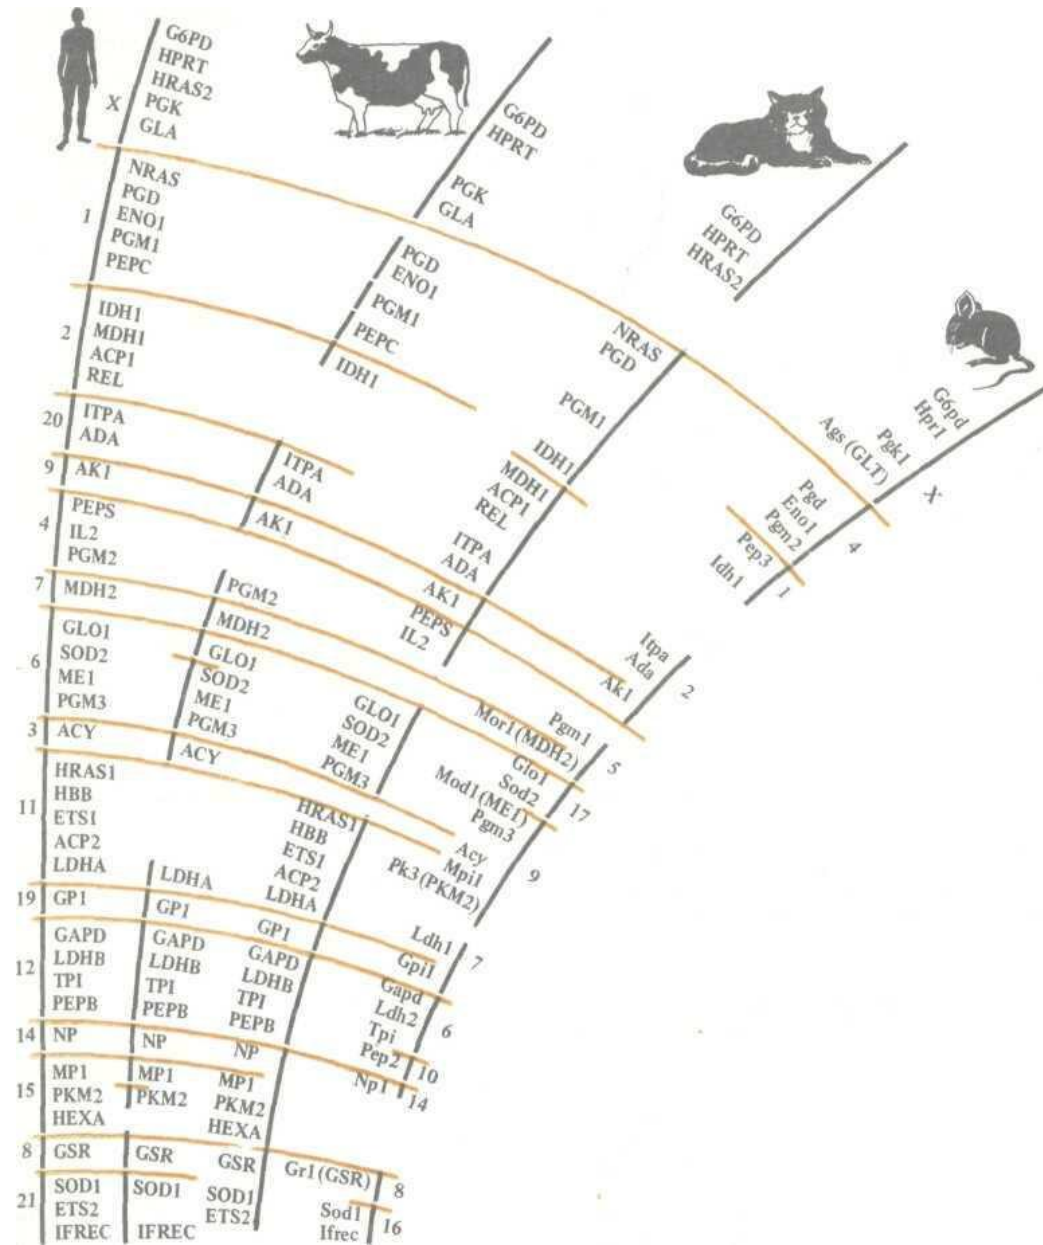 X
G6PD
HPRT
HRAS2
PGK
GLA
1
NRAS
PGD
ENO1
PGM1
PEPC
2
IDH1
MDH1
ACP1
REL
20
ITPA
ADA
9
AK1
4
PEPS
IL2
PGM2
7
MDH2
6
GLO1
SOD2
ME1
PGM3
3
ACY
11
HRAS1
HBB
ETS1
ACP2
LDHA
19
GP1
12
GAPD
LDHB
TPI
PEPB
14
NP
15
MP1
PKM2
HEXA
8
GSR
21
SOD1
ETS2
IFREC
G6PD
HPRT
PGK
GLA
PGD
ENO1
PGM1
PEPC
IDH1
ITPA
ADA
AK1
PGM2
MDH2
GLO1
SOD2
ME1
PGM3
ACY
LDHA
GP1
GAPD
LDHB
TPI
PEPB
NP
MP1
PKM2
GSR
SOD1
IFREC
G6PD
HPRT
HRAS2
NRAS
PGD
PGM1
IDH1
MDH1
ACP1
REL
ITPA
ADA
AK1
PEPS
IL2
GLO1
SOD2
ME1
PGM3
HRAS1
HBB
ETS1
ACP2
LDHA
GP1
GAPD
LDHB
TPI
PEPB
NP
MP1
PKM2
HEXA
GSR
SOD1
ETS2
G6pd
Hpr1
Pgk1
Ags (GLT)
X
Pgd
Eno1
Pgm2
4
Pep3
Idh1
1
Itpa
Ada
Ak1
2
Pgm1
Mor1(MDH2)
5
Glo1
Sod2
17
Mod1(ME1)
Pgm3
Acy
Mpi1
Pk3(PKM2)
9
Ldh1
Gpi1
7
Gapd
Ldh2
Tpi
6
Pep2
10
Np1
14
Gr1(GSR)
8
Sod1
Ifrec
16